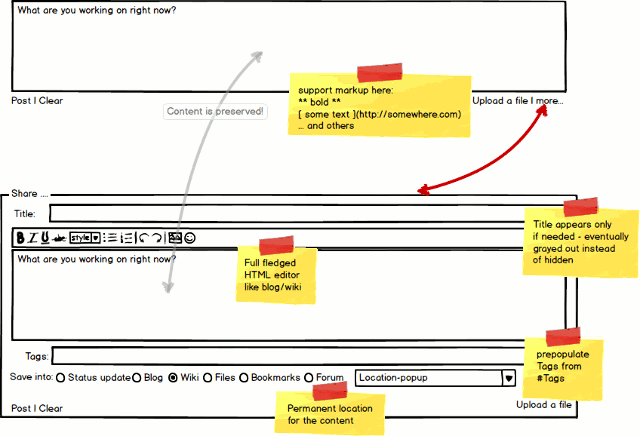 What are you working on right now?
support markup here:
** bold **
[ some text ](http://somewhere.com)
... and others
Post | Clear
Upload a file | more...
Content is preserved!
Share ....
Title:
Title appears only
if needed - eventually
grayed out instead
of hidden
B I U abc style
Full fledged
HTML editor
like blog/wiki
What are you working on right now?
Tags:
prepopulate
Tags from
#Tags
Save into: Status update Blog Wiki Files Bookmarks Forum Location-popup
Permanent location
for the content
Post | Clear
Upload a file